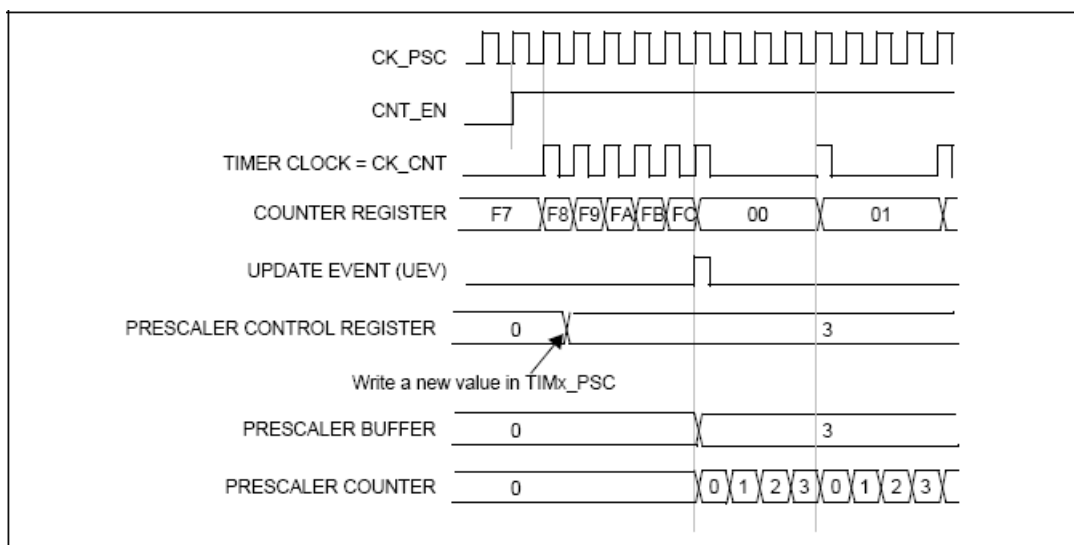 CK_PSC
CNT_EN
TIMER CLOCK = CK_CNT
COUNTER REGISTER F7 F8 F9 FA FB FC 00 01
UPDATE EVENT (UEV)
PRESCALER CONTROL REGISTER 0 3
Write a new value in TIMx_PSC
PRESCALER BUFFER 0 3
PRESCALER COUNTER 0 0 1 2 3 0 1 2 3